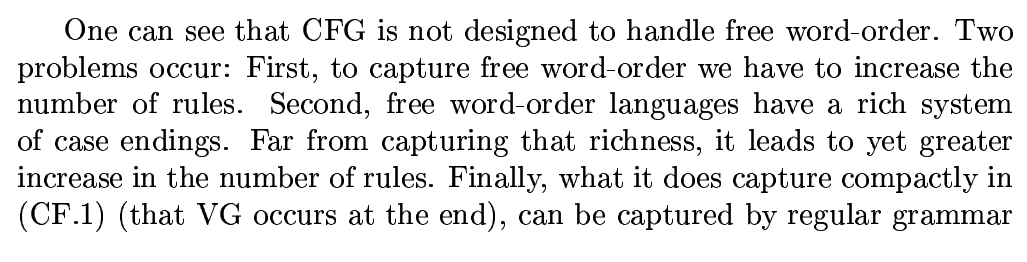 One can see that CFG is not designed to handle free word-order. Two
problems occur: First, to capture free word-order we have to increase the
number of rules. Second, free word-order languages have a rich system
of case endings. Far from capturing that richness, it leads to yet greater
increase in the number of rules. Finally, what it does capture compactly in
(CF.1) (that VG occurs at the end), can be captured by regular grammar